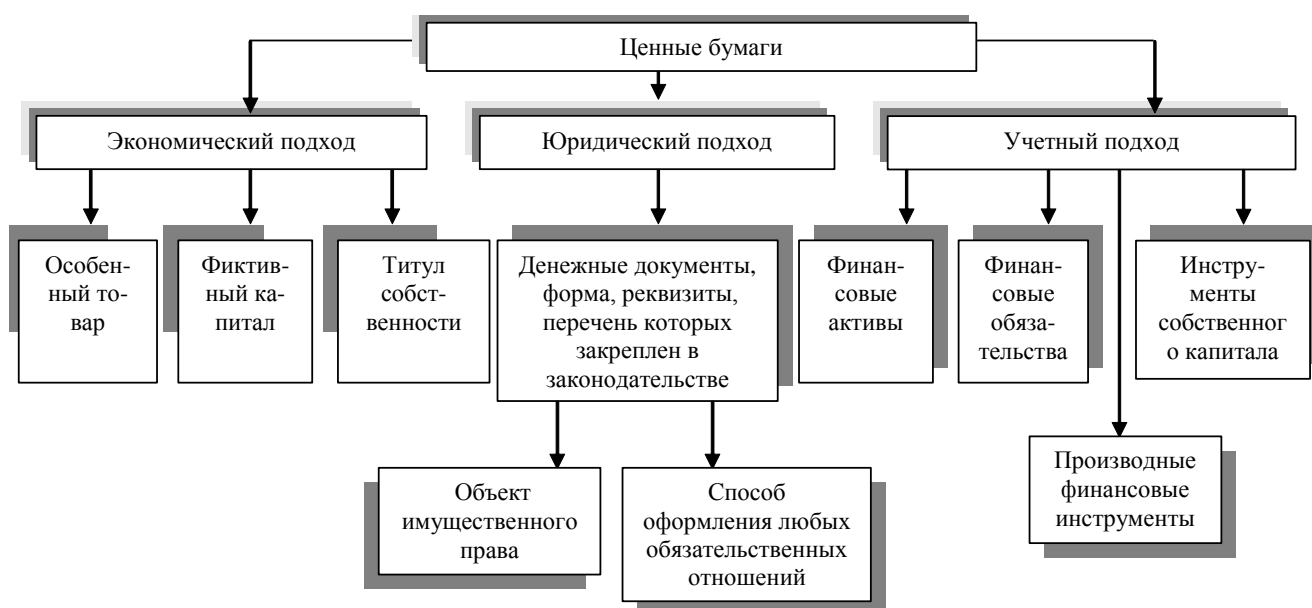 Ценные бумаги
Экономический подход
Юридический подход
Учетный подход
Особен-
ный то-
вар
Фиктив-
ный ка-
питал
Титул
собст-
венности
Денежные документы,
форма, реквизиты,
перечень которых
закреплен в
законодательстве
Финан-
совые
активы
Финан-
совые
обяза-
тельства
Инстру-
менты
собственног
о капитала
Объект
имущественного
права
Способ
оформления любых
обязательственных
отношений
Производные
финансовые
инструменты